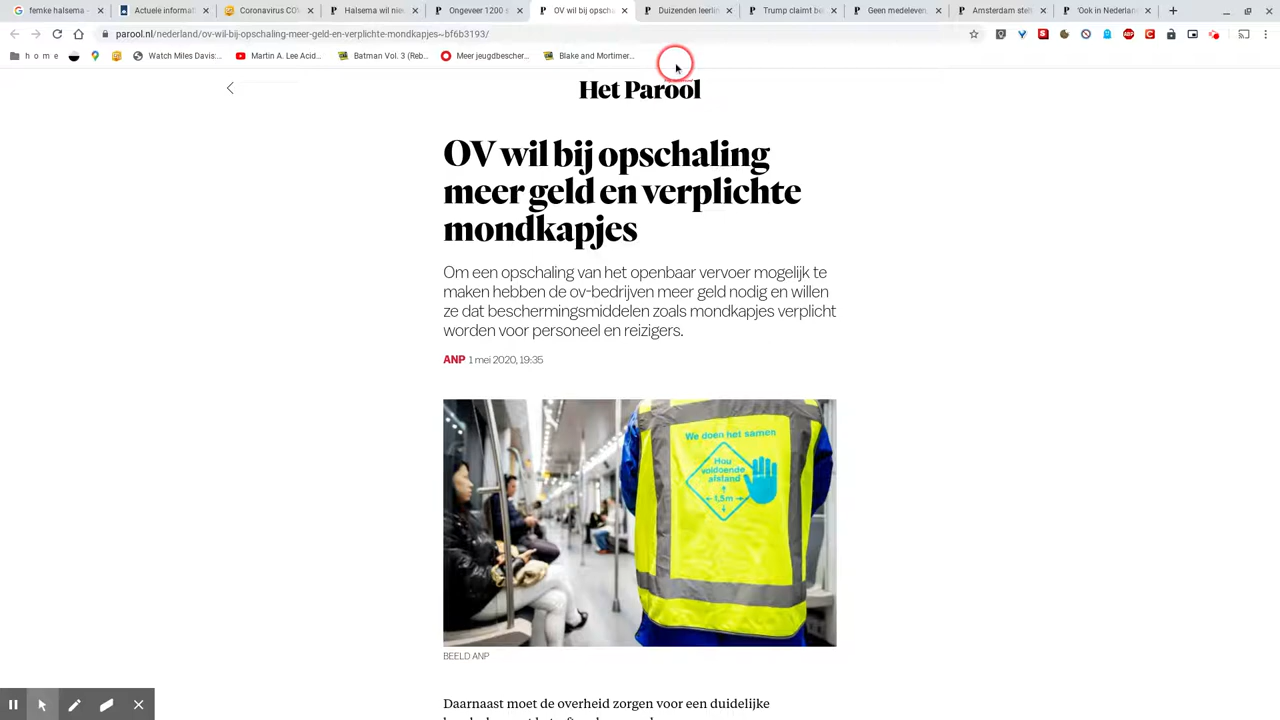 femke halsema -
Actuele informat
Coronavirus COV
Halsema wil nie
Ongeveer 1200 s
OV wil bij opscha
Duizenden leerlin
Trump claimt be
Geen medeleven
Amsterdam stel
'Ook in Nederlan
parool.nl/nederland/ov-wil-bij-opschaling-meer-geld-en-verplichte-mondkapjes~bf6b3193/
h o m e
Watch Miles Davis:...
Martin A. Lee Acid...
Batman Vol. 3 (Reb...
Meer jeugdbescher...
Blake and Mortimer...
Het Parool
OV wil bij opschaling
meer geld en verplichte
mondkapjes
Om een opschaling van het openbaar vervoer mogelijk te
maken hebben de ov-bedrijven meer geld nodig en willen
ze dat beschermingsmiddelen zoals mondkapjes verplicht
worden voor personeel en reizigers.
ANP 1 mei 2020, 19:35
We doen het samen
Hou
voldoende
afstand
1,5m
BEELD ANP
Daarnaast moet de overheid zorgen voor een duidelijke